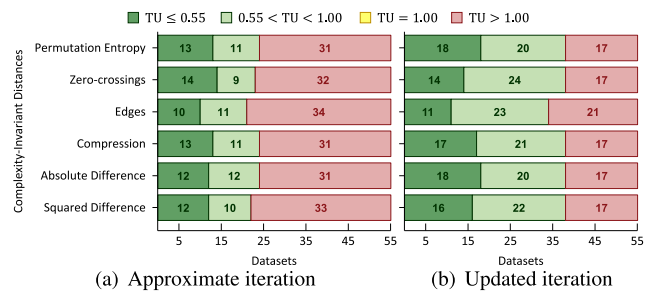 TU ≤ 0.55 0.55 < TU < 1.00 TU = 1.00 TU > 1.00
Complexity-Invariant Distances
Permutation Entropy 13 11 31 18 20 17
Zero-crossings 14 9 32 14 24 17
Edges 10 11 34 11 23 21
Compression 13 11 31 17 21 17
Absolute Difference 12 12 31 18 20 17
Squared Difference 12 10 33 16 22 17
5 15 25 35 45 55 5 15 25 35 45 55
Datasets Datasets
(a) Approximate iteration (b) Updated iteration